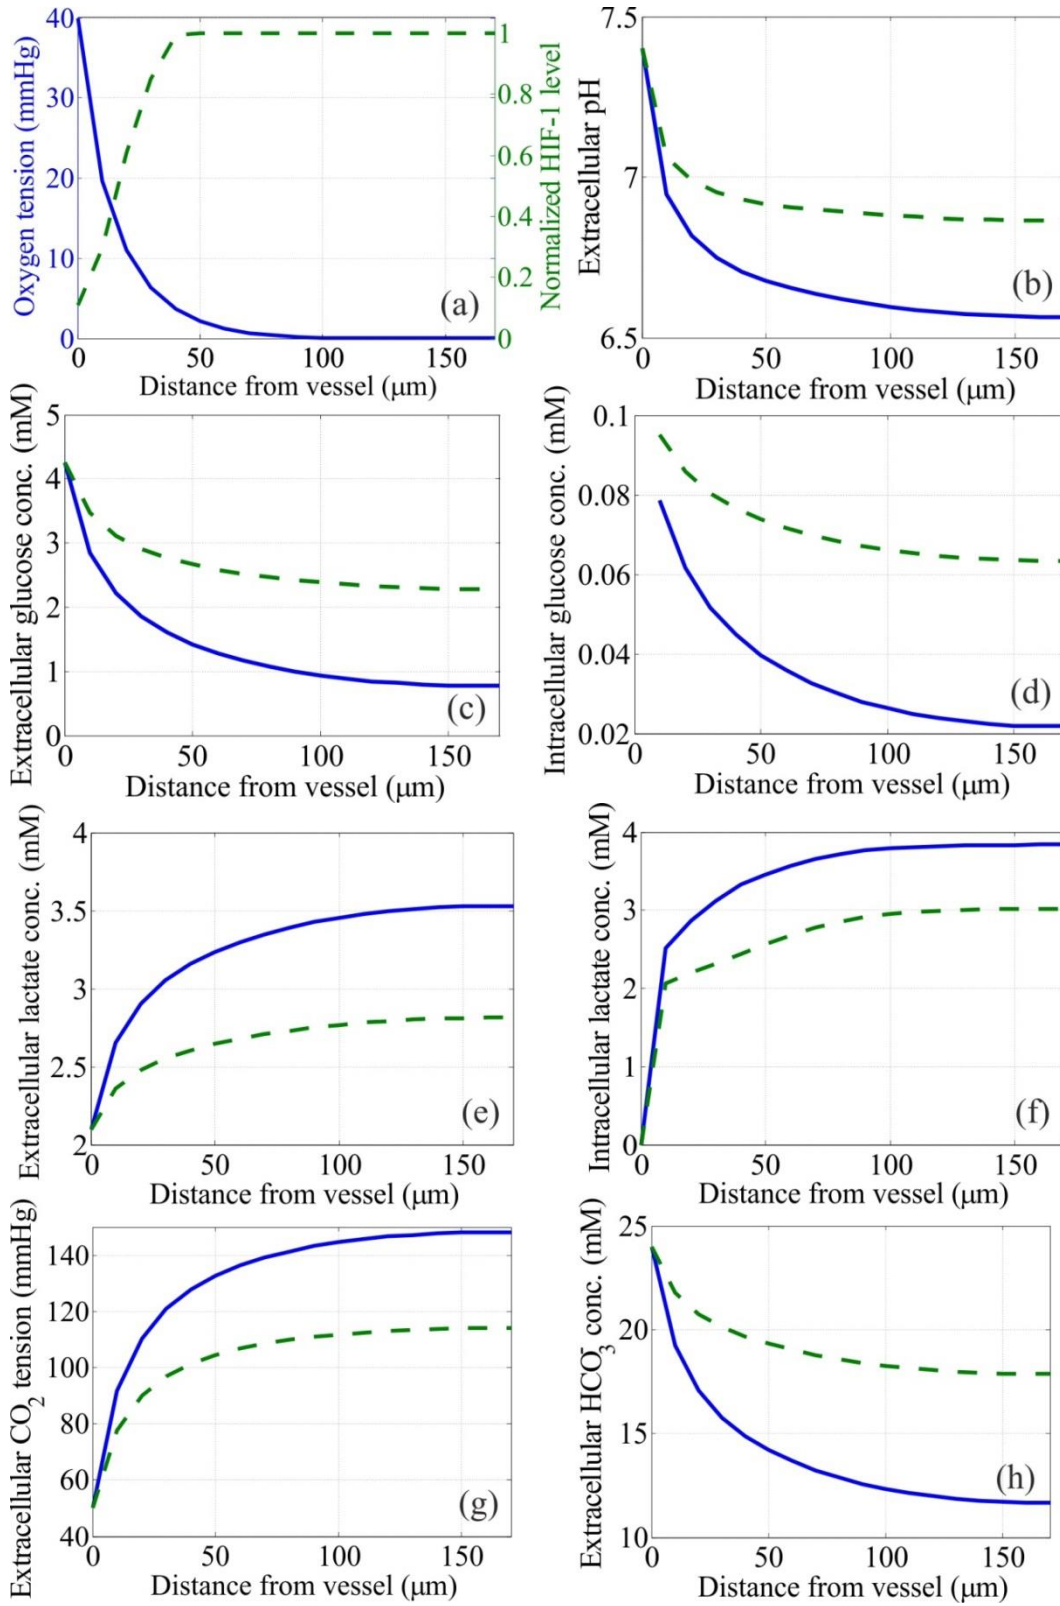 Oxygen tension (mmHg)
40
30
20
10
0
Normalized HIF-1 level
1
0.8
0.6
0.4
0.2
0
(a)
0 50 100 150
Distance from vessel (μm)
Extracellular pH
7.5
7
6.5
(b)
0 50 100 150
Distance from vessel (μm)
Extracellular glucose conc. (mM)
5
4
3
2
1
0
(c)
0 50 100 150
Distance from vessel (μm)
Intracellular glucose conc. (mM)
0.1
0.08
0.06
0.04
0.02
(d)
0 50 100 150
Distance from vessel (μm)
Extracellular lactate conc. (mM)
4
3.5
3
2.5
2
(e)
0 50 100 150
Distance from vessel (μm)
Intracellular lactate conc. (mM)
4
3
2
1
0
(f)
0 50 100 150
Distance from vessel (μm)
Extracellular CO₂ tension (mmHg)
140
120
100
80
60
40
(g)
0 50 100 150
Distance from vessel (μm)
Extracellular HCO₃⁻ conc. (mM)
25
20
15
10
(h)
0 50 100 150
Distance from vessel (μm)